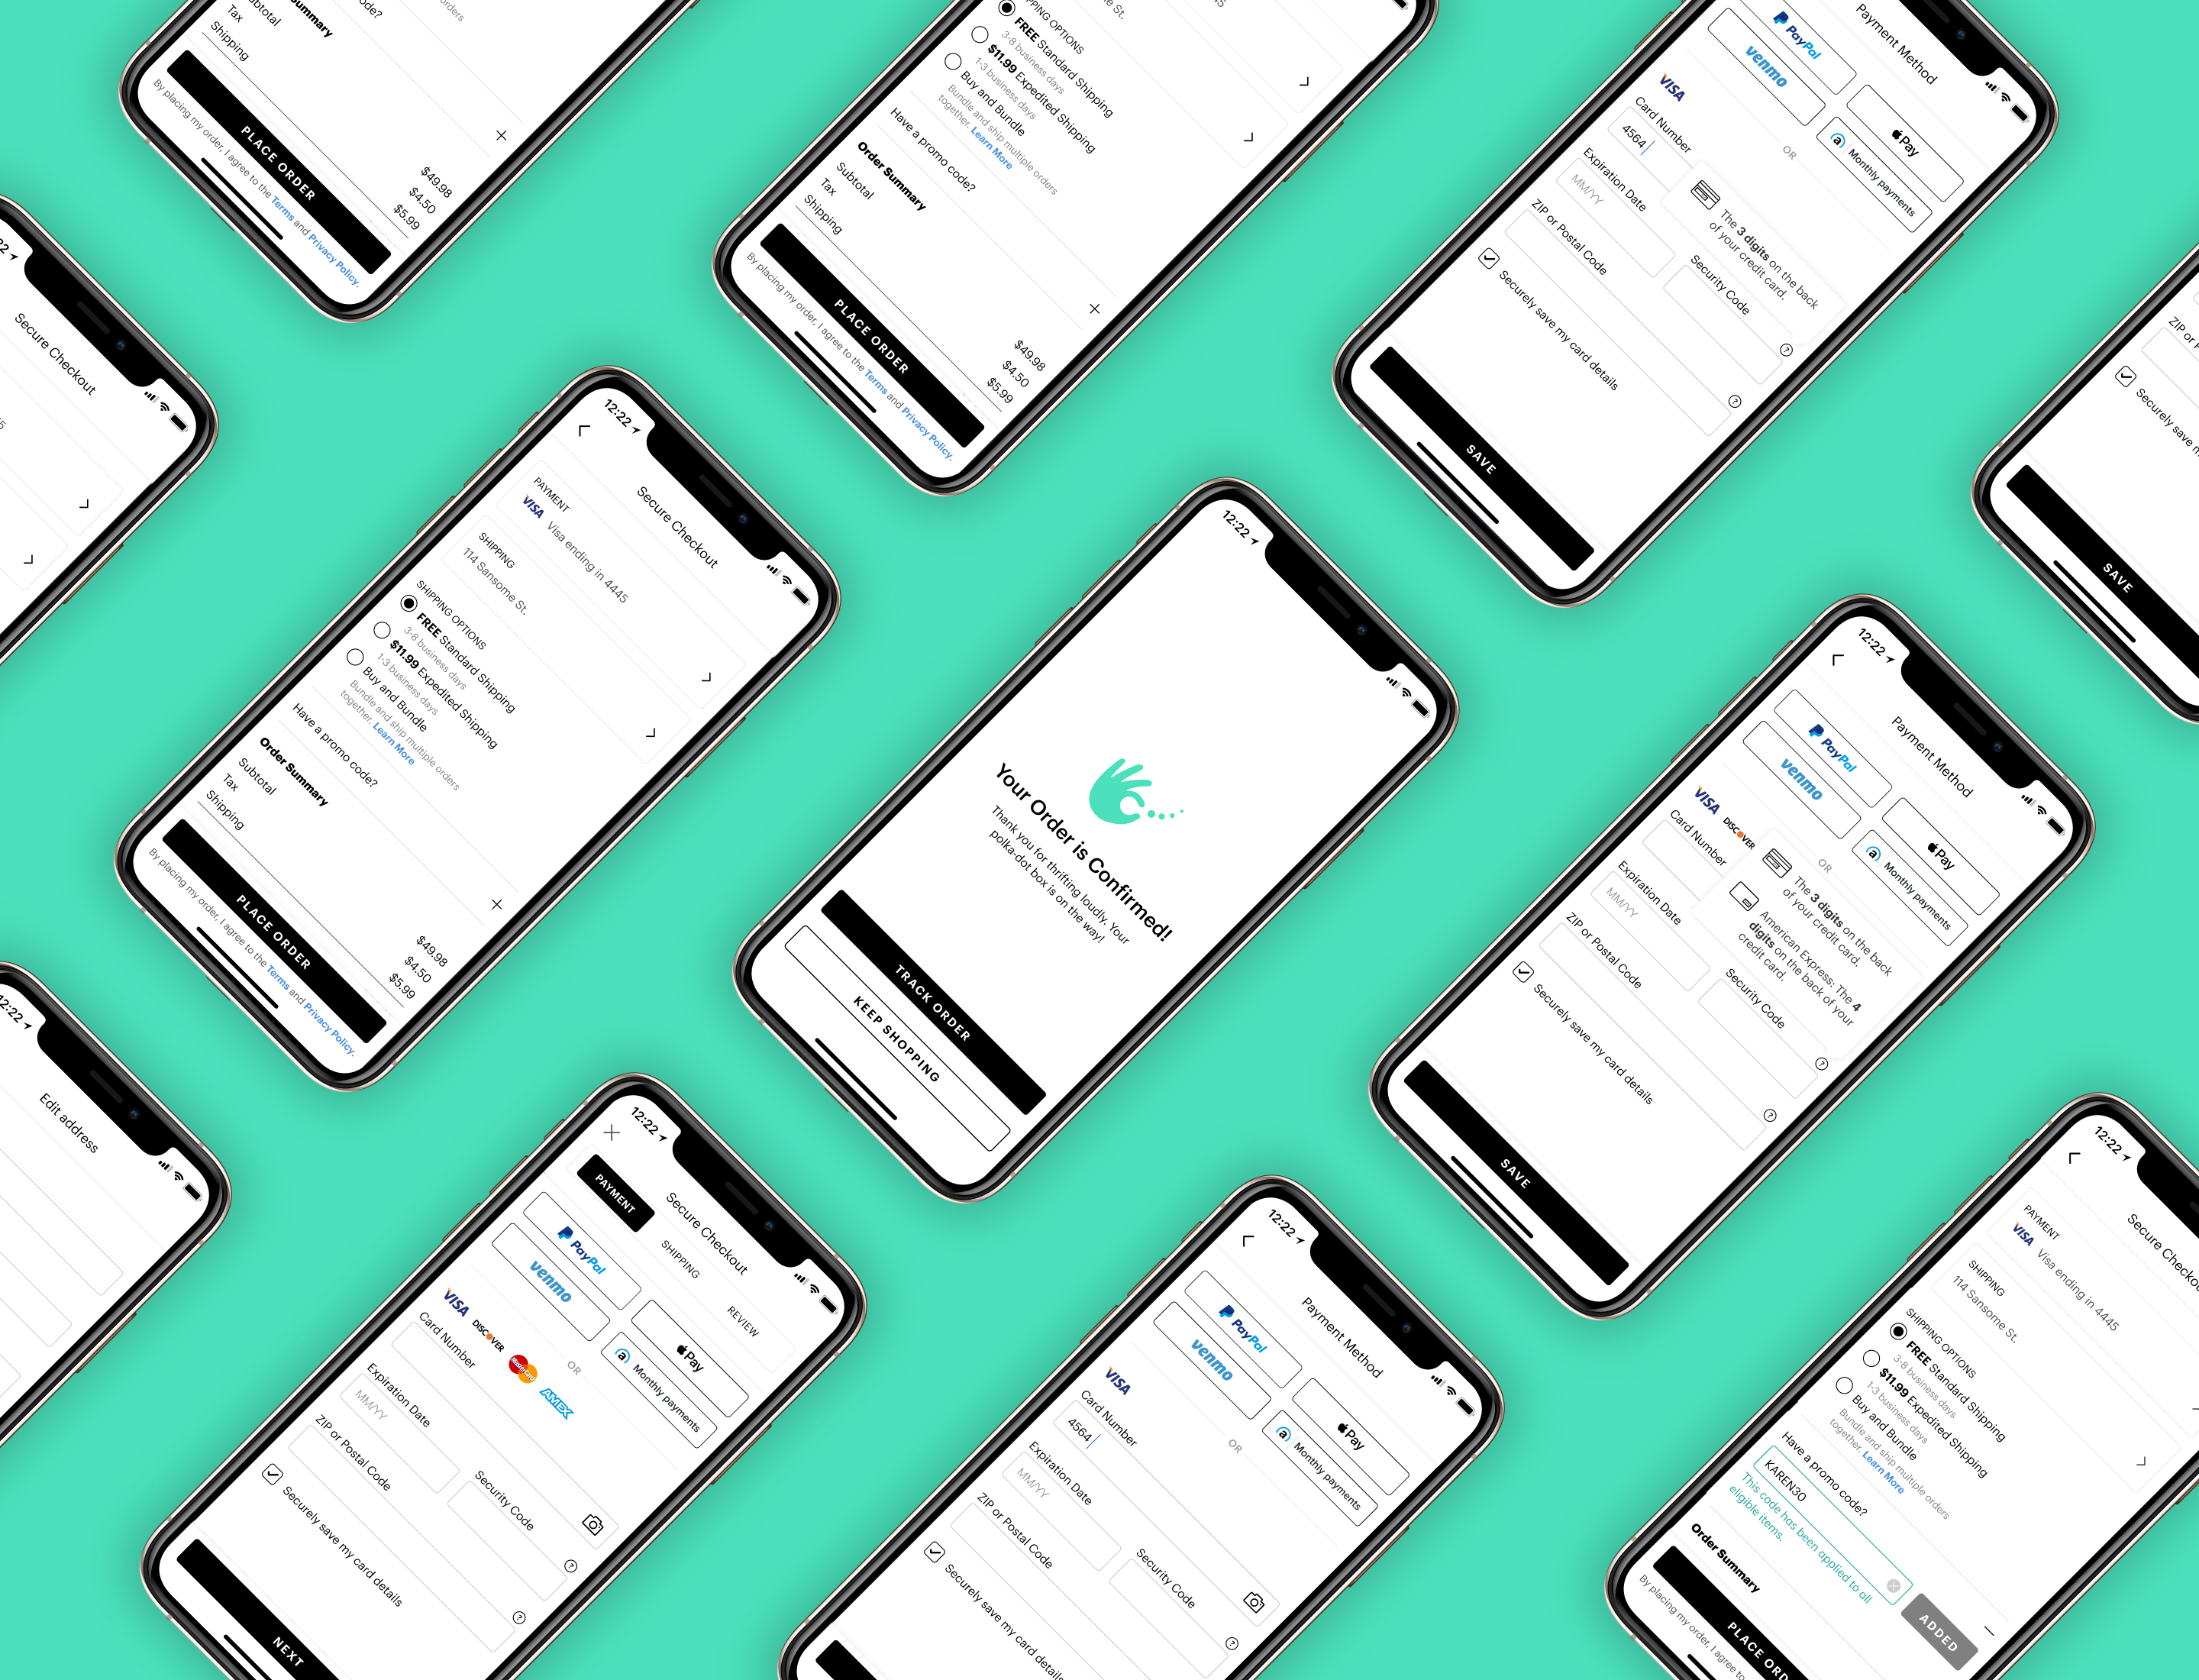 code?
orders
Summary
Subtotal
Tax
Shipping
$49.98
$4.50
$5.99
PLACE ORDER
By placing my order, I agree to the Terms and Privacy Policy.
SHIPPING OPTIONS
FREE Standard Shipping
3-8 business days
$11.99 Expedited Shipping
1-3 business days
Buy and Bundle
Bundle and ship multiple orders
together. Learn More
Have a promo code?
Order Summary
Subtotal
Tax
Shipping
$49.98
$4.50
$5.99
PLACE ORDER
By placing my order, I agree to the Terms and Privacy Policy.
Payment Method
PayPal
Pay
venmo
Monthly payments
OR
VISA
Card Number
4564
The 3 digits on the back
of your credit card.
Expiration Date
MM/YY
Security Code
ZIP or Postal Code
Securely save my card details
SAVE
ZIP or
Securely save
SAVE
Secure Checkout
12:22
Secure Checkout
PAYMENT
VISA Visa ending in 4445
SHIPPING
114 Sansome St.
SHIPPING OPTIONS
FREE Standard Shipping
3-8 business days
$11.99 Expedited Shipping
1-3 business days
Buy and Bundle
Bundle and ship multiple orders
together. Learn More
Have a promo code?
Order Summary
Subtotal
Tax
Shipping
$49.98
$4.50
$5.99
PLACE ORDER
By placing my order, I agree to the Terms and Privacy Policy.
12:22
Your Order is Confirmed!
Thank you for thrifting loudly. Your
polka-dot box is on the way!
TRACK ORDER
KEEP SHOPPING
12:22
Payment Method
PayPal
Pay
venmo
Monthly payments
OR
VISA DISCOVER
Card Number
The 3 digits on the back
of your credit card.
American Express: The 4
digits on the back of your
credit card.
Expiration Date
MM/YY
Security Code
ZIP or Postal Code
Securely save my card details
SAVE
12:22
Edit address
12:22
Secure Checkout
PAYMENT
SHIPPING
REVIEW
PayPal
Pay
venmo
Monthly payments
OR
VISA DISCOVER MasterCard AMEX
Card Number
Expiration Date
MM/YY
Security Code
ZIP or Postal Code
Securely save my card details
NEXT
12:22
Payment Method
PayPal
Pay
venmo
Monthly payments
OR
VISA
Card Number
4564
Expiration Date
MM/YY
Security Code
ZIP or Postal Code
Securely save my card details
12:22
Secure Checko
PAYMENT
VISA Visa ending in 4445
SHIPPING
114 Sansome St.
SHIPPING OPTIONS
FREE Standard Shipping
3-8 business days
$11.99 Expedited Shipping
1-3 business days
Buy and Bundle
Bundle and ship multiple orders
together. Learn More
Have a promo code?
KAREN30
ADDED
This code has been applied to all
eligible items.
Order Summary
PLACE ORD
By placing my order, I agree to